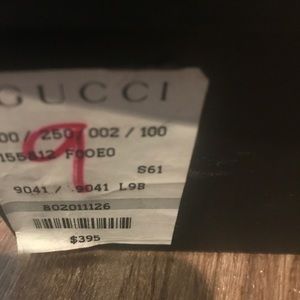 GUCCI
00 / 250 / 002 / 100
155812 F00E0
S61
9041 / 9041 L9B
802011126
$395
9